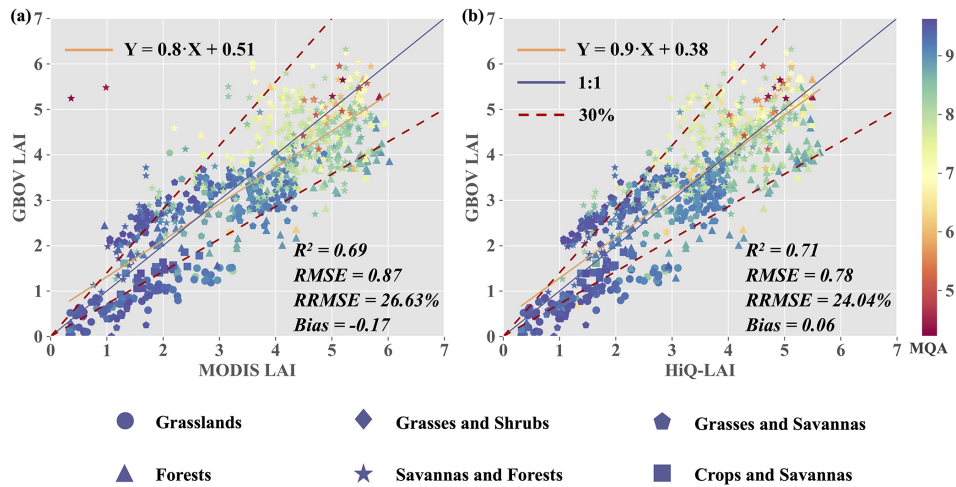 (a)
7
6
5
4
3
2
1
0
GBOV LAI
Y = 0.8·X + 0.51
R² = 0.69
RMSE = 0.87
RRMSE = 26.63%
Bias = -0.17
0 1 2 3 4 5 6 7
MODIS LAI
(b)
7
6
5
4
3
2
1
0
GBOV LAI
Y = 0.9·X + 0.38
1:1
30%
R² = 0.71
RMSE = 0.78
RRMSE = 24.04%
Bias = 0.06
0 1 2 3 4 5 6 7
HiQ-LAI
9
8
7
6
5
MQA
Grasslands Grasses and Shrubs Grasses and Savannas
Forests Savannas and Forests Crops and Savannas